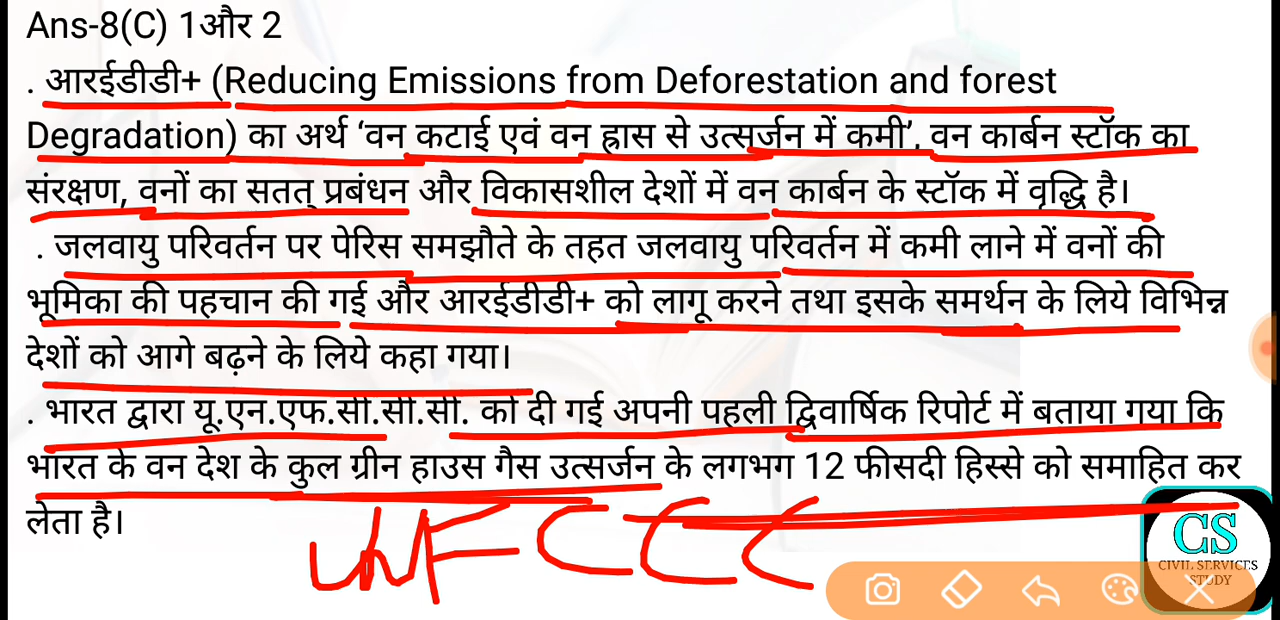 Ans-8(C) 1और 2
. आरईडीडी+ (Reducing Emissions from Deforestation and forest
Degradation) का अर्थ ‘वन कटाई एवं वन ह्रास से उत्सर्जन में कमी’, वन कार्बन स्टॉक का
संरक्षण, वनों का सतत् प्रबंधन और विकासशील देशों में वन कार्बन के स्टॉक में वृद्धि है।
. जलवायु परिवर्तन पर पेरिस समझौते के तहत जलवायु परिवर्तन में कमी लाने में वनों की
भूमिका की पहचान की गई और आरईडीडी+ को लागू करने तथा इसके समर्थन के लिये विभिन्न
देशों को आगे बढ़ने के लिये कहा गया।
. भारत द्वारा यू.एन.एफ.सी.सी.सी. को दी गई अपनी पहली द्विवार्षिक रिपोर्ट में बताया गया कि
भारत के वन देश के कुल ग्रीन हाउस गैस उत्सर्जन के लगभग 12 फीसदी हिस्से को समाहित कर
लेता है।
UNFCCC
CS
CIVIL SERVICES
STUDY